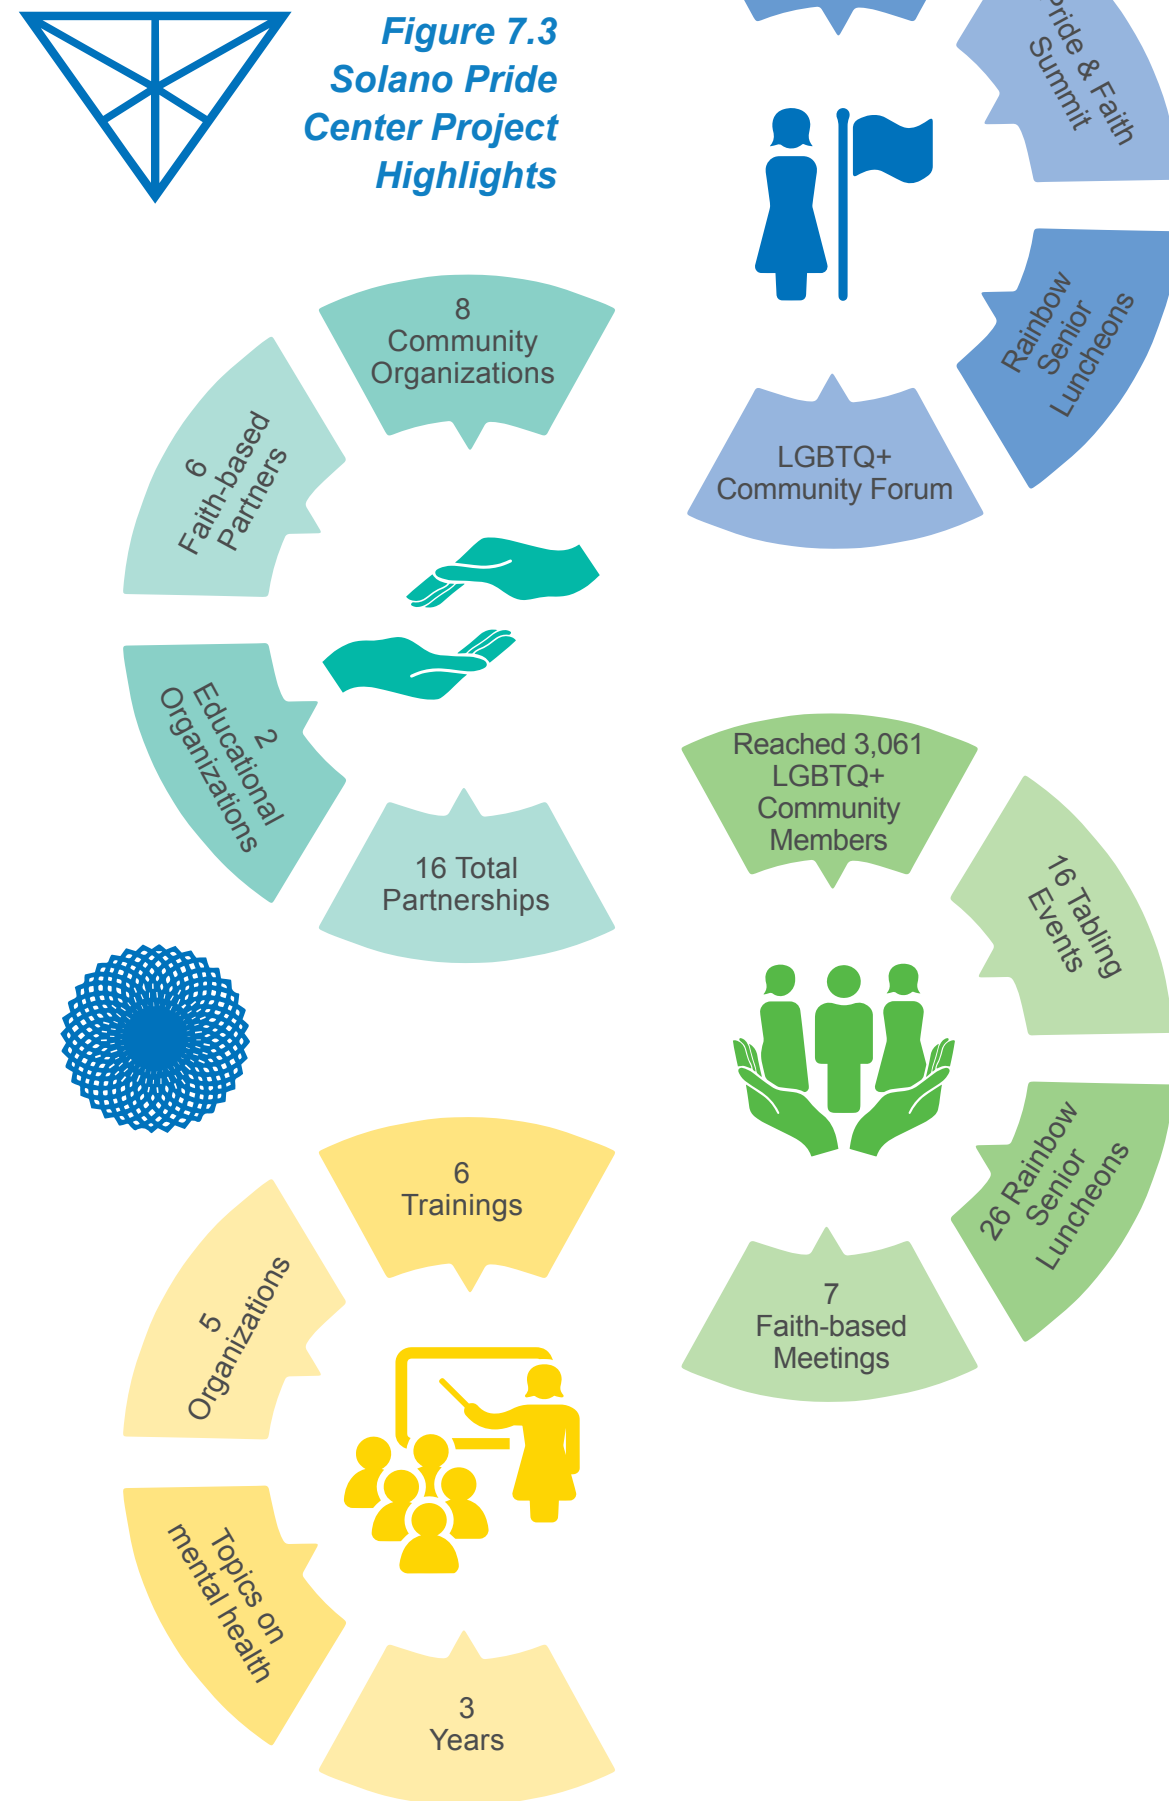 Figure 7.3
Solano Pride
Center Project
Highlights
Pride & Faith
Summit
Rainbow
Senior
Luncheons
LGBTQ+
Community Forum
8
Community
Organizations
6
Faith-based
Partners
2
Educational
Organizations
16 Total
Partnerships
Reached 3,061
LGBTQ+
Community
Members
16 Tabling
Events
26 Rainbow
Senior
Luncheons
7
Faith-based
Meetings
6
Trainings
5
Organizations
Topics on
mental health
3
Years